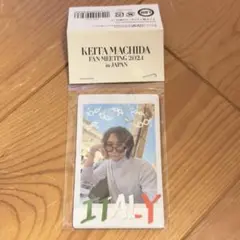 KEITA MACHIDA
FAN MEETING 2024
in JAPAN
ITALY